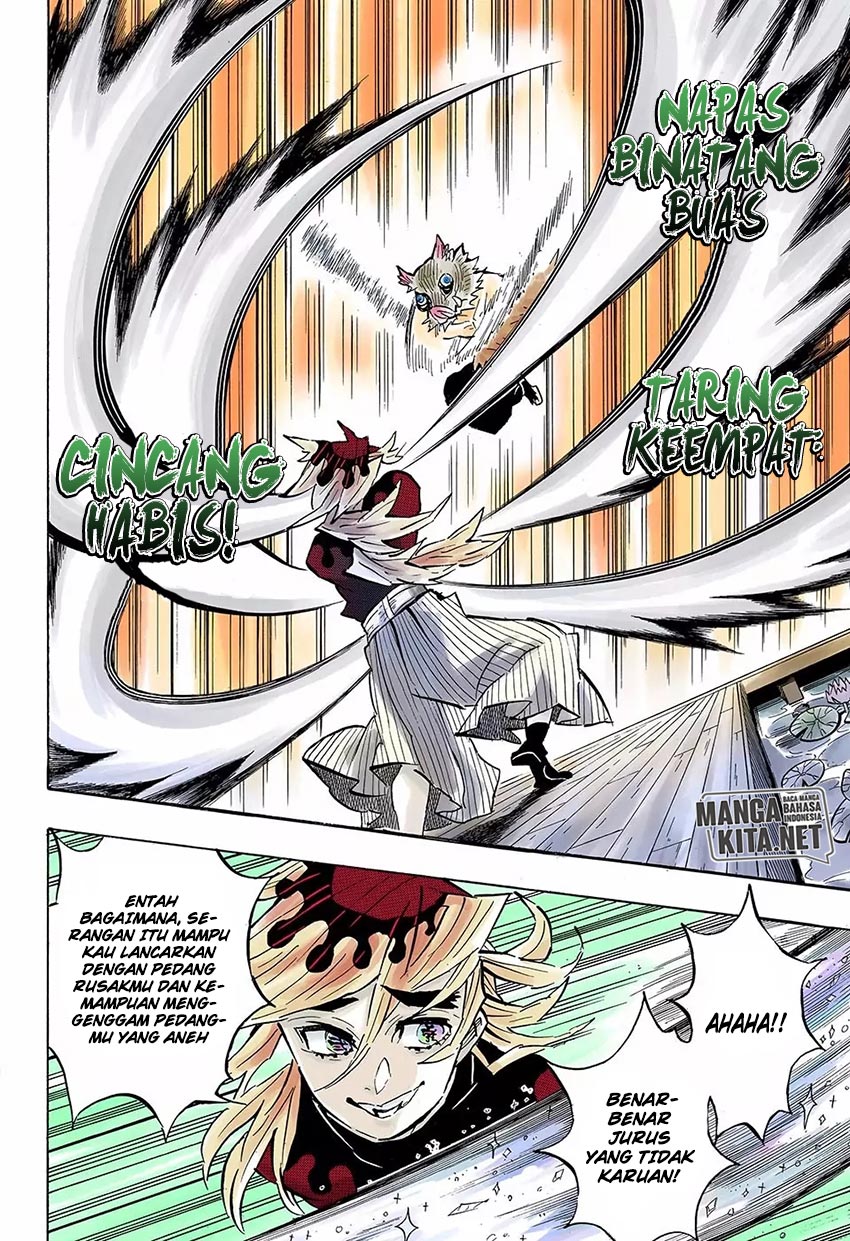 NAPAS
BINATANG
BUAS
TARING
KEEMPAT:
CINCANG
HABIS!
MANGA
KITA.NET
BACA MANGA
BAHASA
INDONESIA
AHAHA!!
BENAR-
BENAR
JURUS
YANG TIDAK
KARUAN!
ENTAH
BAGAIMANA, SE-
RANGAN ITU MAMPU
KAU LANCARKAN
DENGAN PEDANG
RUSAKMU DAN KE-
MAMPUAN MENG-
GENGGAM PEDANG-
MU YANG ANEH